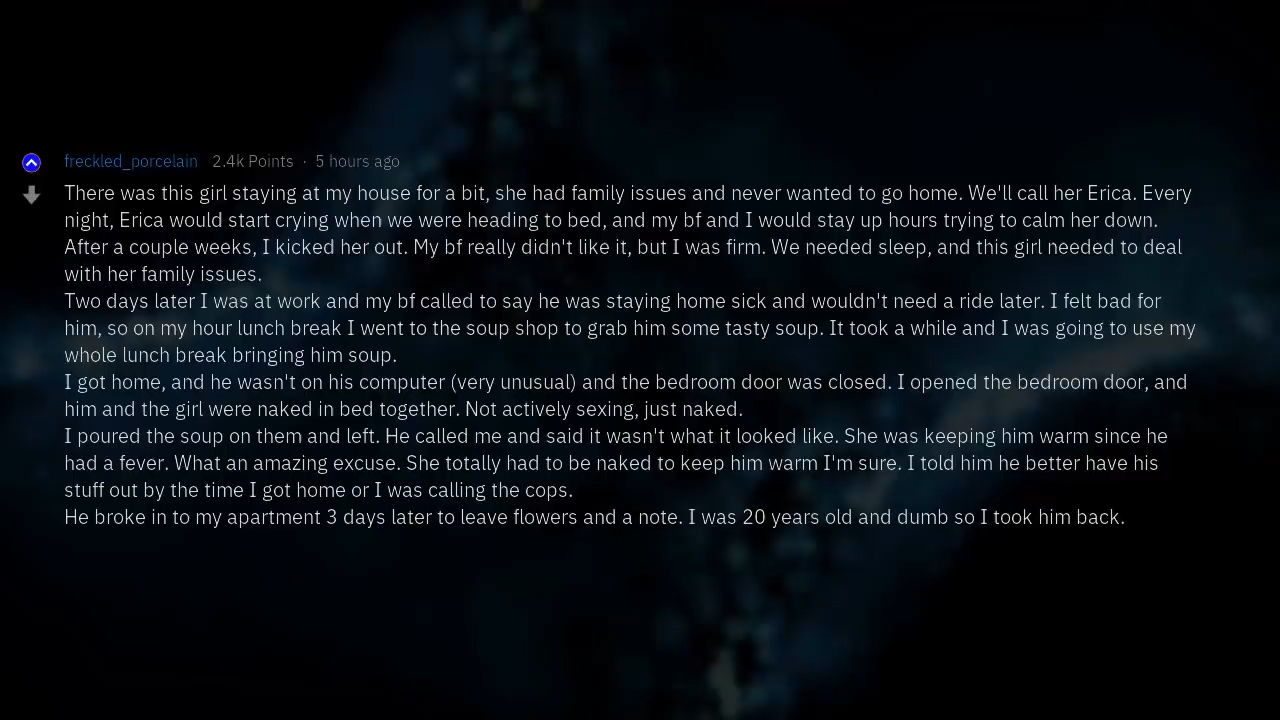 freckled_porcelain 2.4k Points · 5 hours ago
There was this girl staying at my house for a bit, she had family issues and never wanted to go home. We'll call her Erica. Every
night, Erica would start crying when we were heading to bed, and my bf and I would stay up hours trying to calm her down.
After a couple weeks, I kicked her out. My bf really didn't like it, but I was firm. We needed sleep, and this girl needed to deal
with her family issues.
Two days later I was at work and my bf called to say he was staying home sick and wouldn't need a ride later. I felt bad for
him, so on my hour lunch break I went to the soup shop to grab him some tasty soup. It took a while and I was going to use my
whole lunch break bringing him soup.
I got home, and he wasn't on his computer (very unusual) and the bedroom door was closed. I opened the bedroom door, and
him and the girl were naked in bed together. Not actively sexing, just naked.
I poured the soup on them and left. He called me and said it wasn't what it looked like. She was keeping him warm since he
had a fever. What an amazing excuse. She totally had to be naked to keep him warm I'm sure. I told him he better have his
stuff out by the time I got home or I was calling the cops.
He broke in to my apartment 3 days later to leave flowers and a note. I was 20 years old and dumb so I took him back.